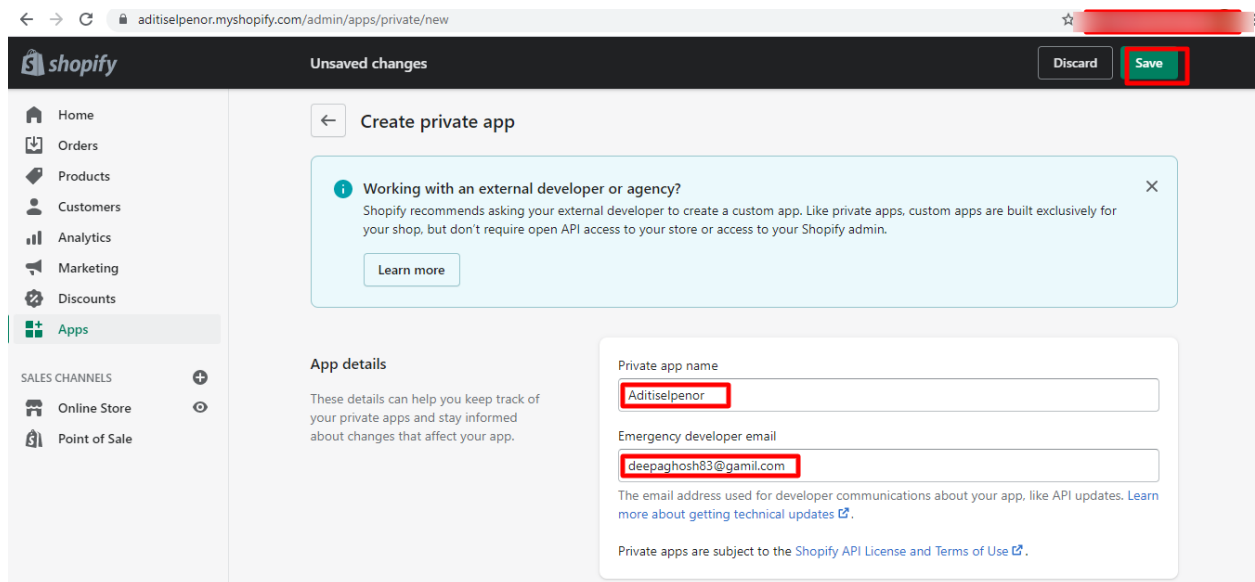 aditiselpenor.myshopify.com/admin/apps/private/new
shopify
Unsaved changes
Discard
Save
Home
Orders
Products
Customers
Analytics
Marketing
Discounts
Apps
SALES CHANNELS
Online Store
Point of Sale
Create private app
Working with an external developer or agency?
Shopify recommends asking your external developer to create a custom app. Like private apps, custom apps are built exclusively for
your shop, but don't require open API access to your store or access to your Shopify admin.
Learn more
App details
These details can help you keep track of
your private apps and stay informed
about changes that affect your app.
Private app name
Aditiselpenor
Emergency developer email
deepaghosh83@gamil.com
The email address used for developer communications about your app, like API updates. Learn
more about getting technical updates.
Private apps are subject to the Shopify API License and Terms of Use.